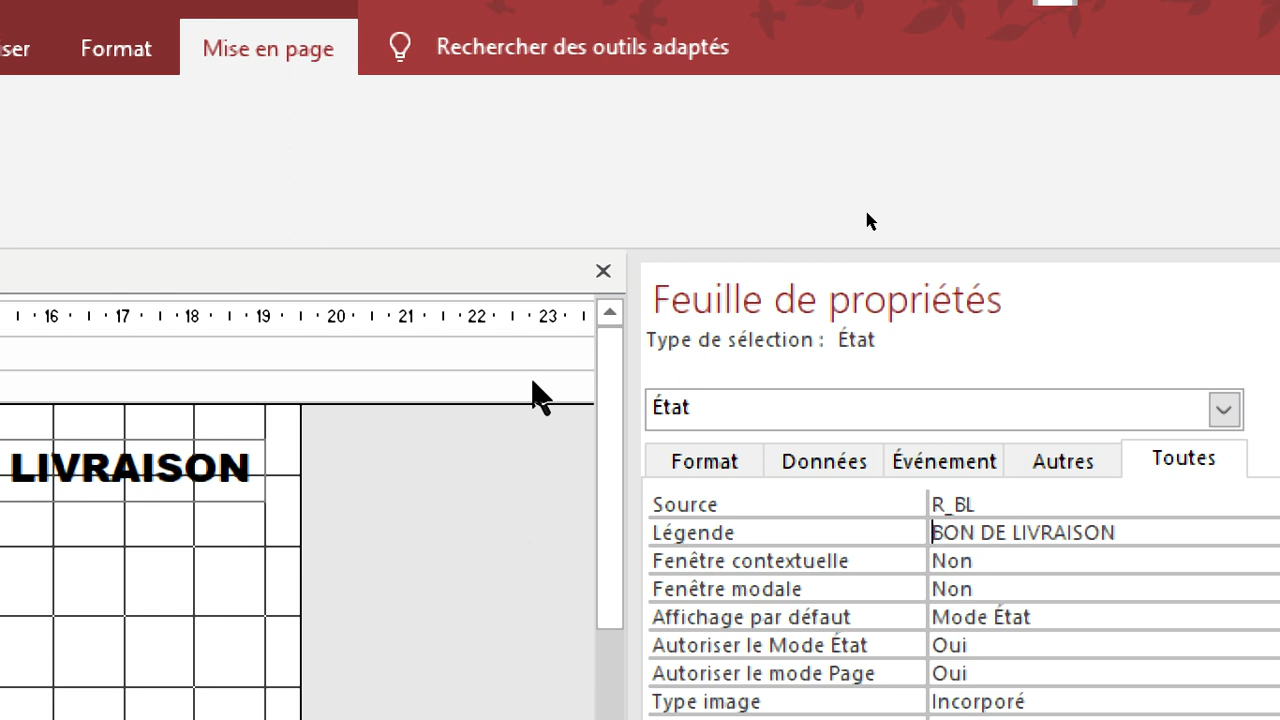 iser Format Mise en page Rechercher des outils adaptés
16 17 18 19 20 21 22 23
LIVRAISON
Feuille de propriétés
Type de sélection : État
État
Format Données Événement Autres Toutes
Source R_BL
Légende BON DE LIVRAISON
Fenêtre contextuelle Non
Fenêtre modale Non
Affichage par défaut Mode État
Autoriser le Mode État Oui
Autoriser le mode Page Oui
Type image Incorporé